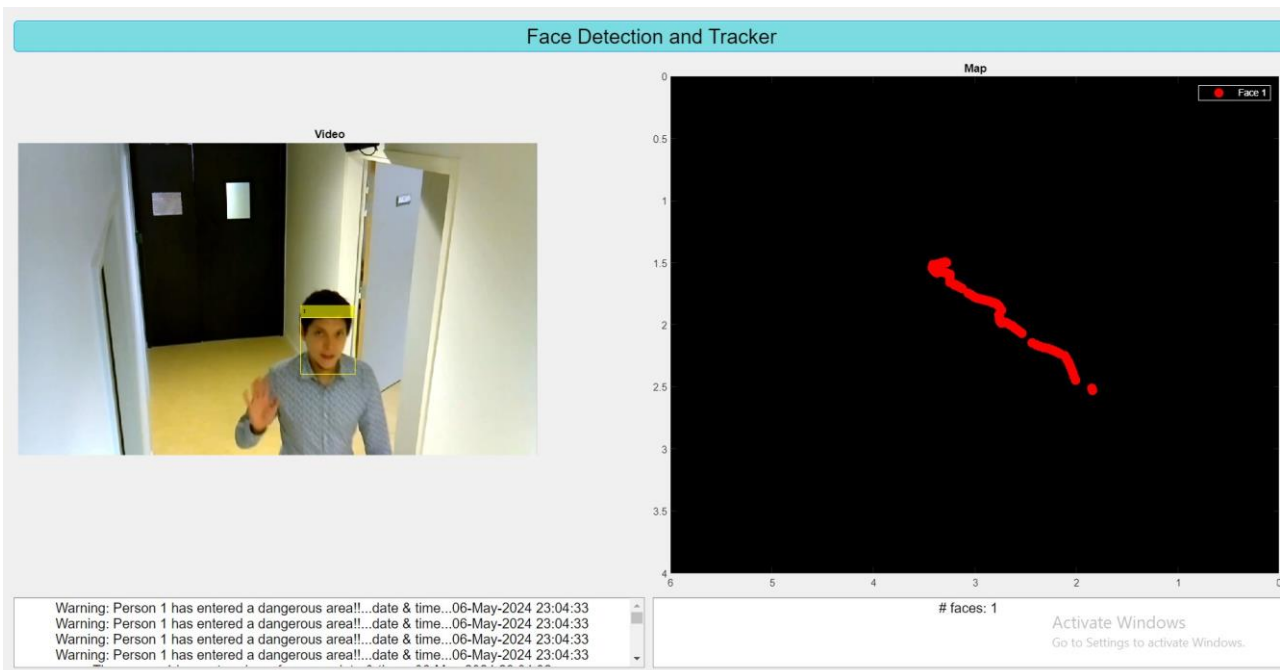 Face Detection and Tracker
Video
1
Map
Face 1
0
0.5
1
1.5
2
2.5
3
3.5
4
6
5
4
3
2
1
0
Warning: Person 1 has entered a dangerous area!!...date & time...06-May-2024 23:04:33
Warning: Person 1 has entered a dangerous area!!...date & time...06-May-2024 23:04:33
Warning: Person 1 has entered a dangerous area!!...date & time...06-May-2024 23:04:33
Warning: Person 1 has entered a dangerous area!!...date & time...06-May-2024 23:04:33
# faces: 1
Activate Windows
Go to Settings to activate Windows.